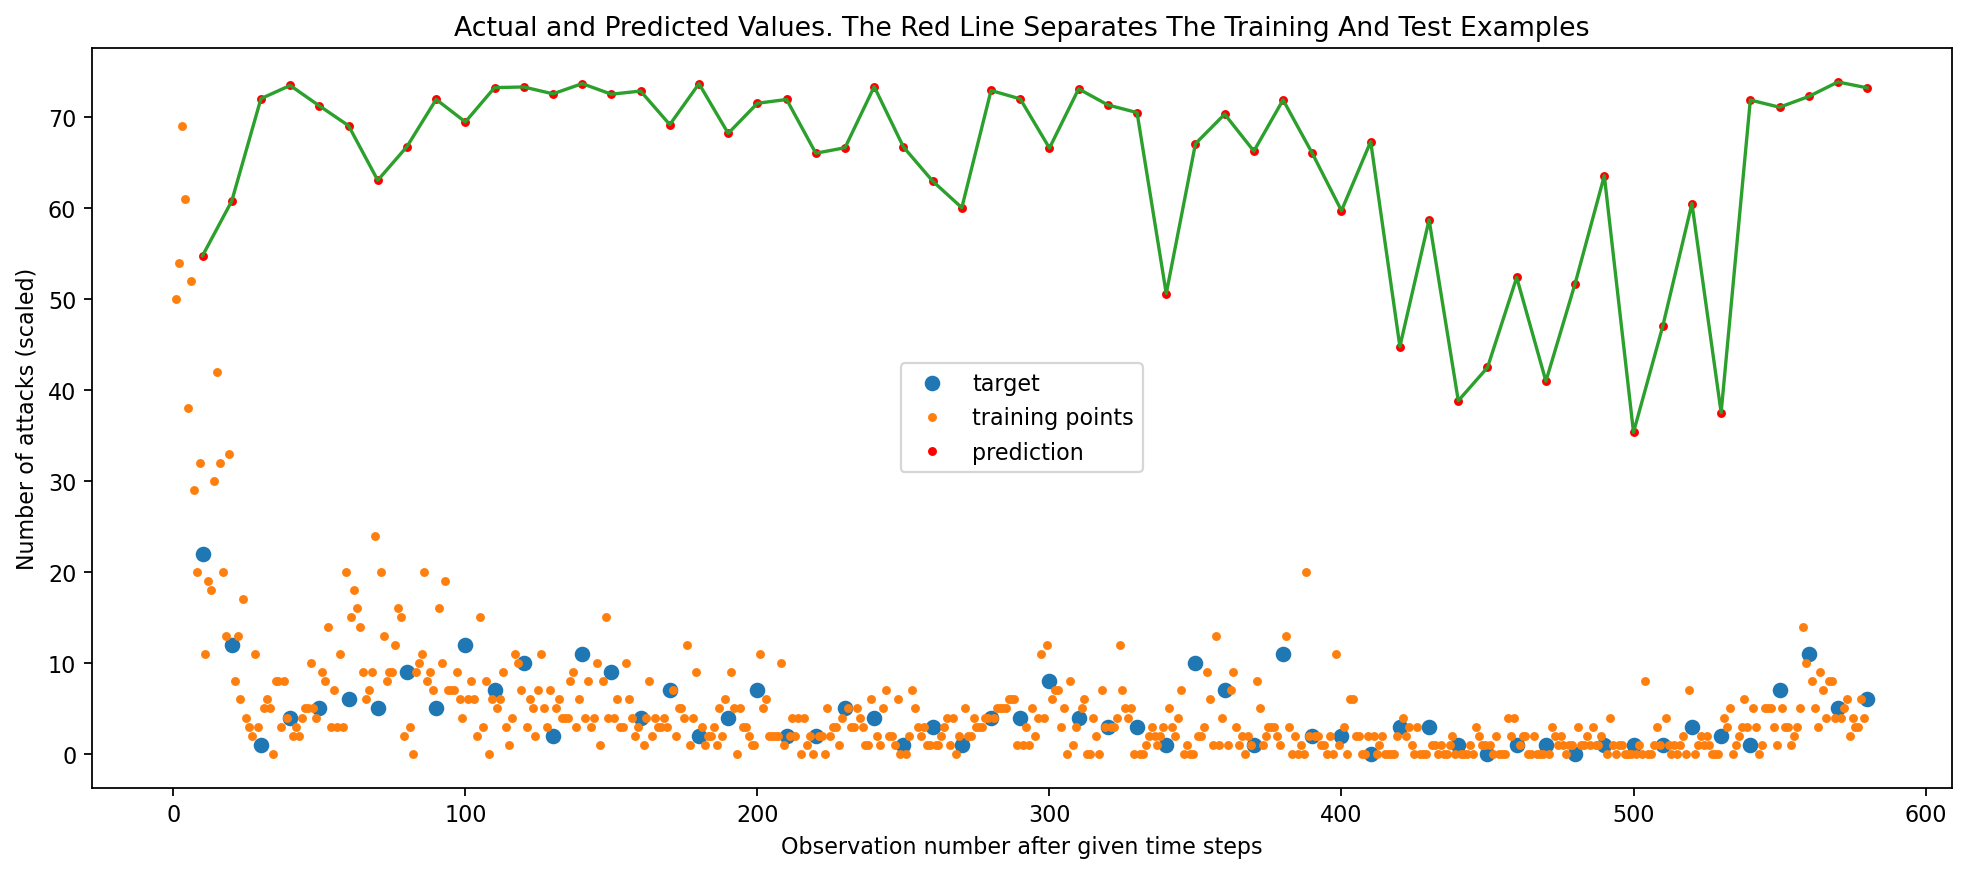 Actual and Predicted Values. The Red Line Separates The Training And Test Examples
Number of attacks (scaled)
70
60
50
40
30
20
10
0
target
training points
prediction
0 100 200 300 400 500 600
Observation number after given time steps